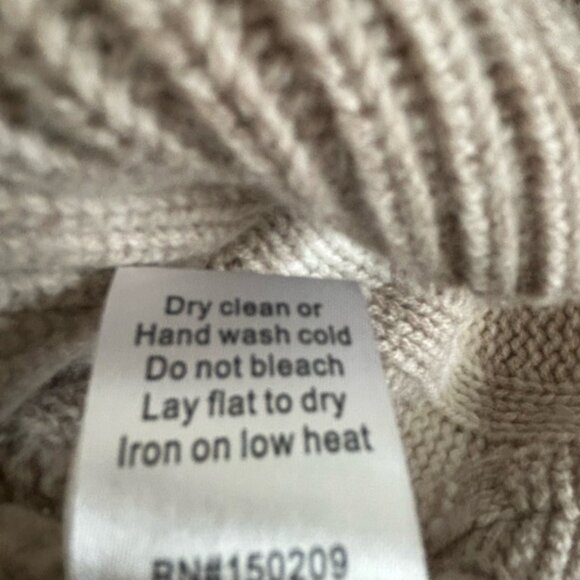 Dry clean or
Hand wash cold
Do not bleach
Lay flat to dry
Iron on low heat
RN#150209